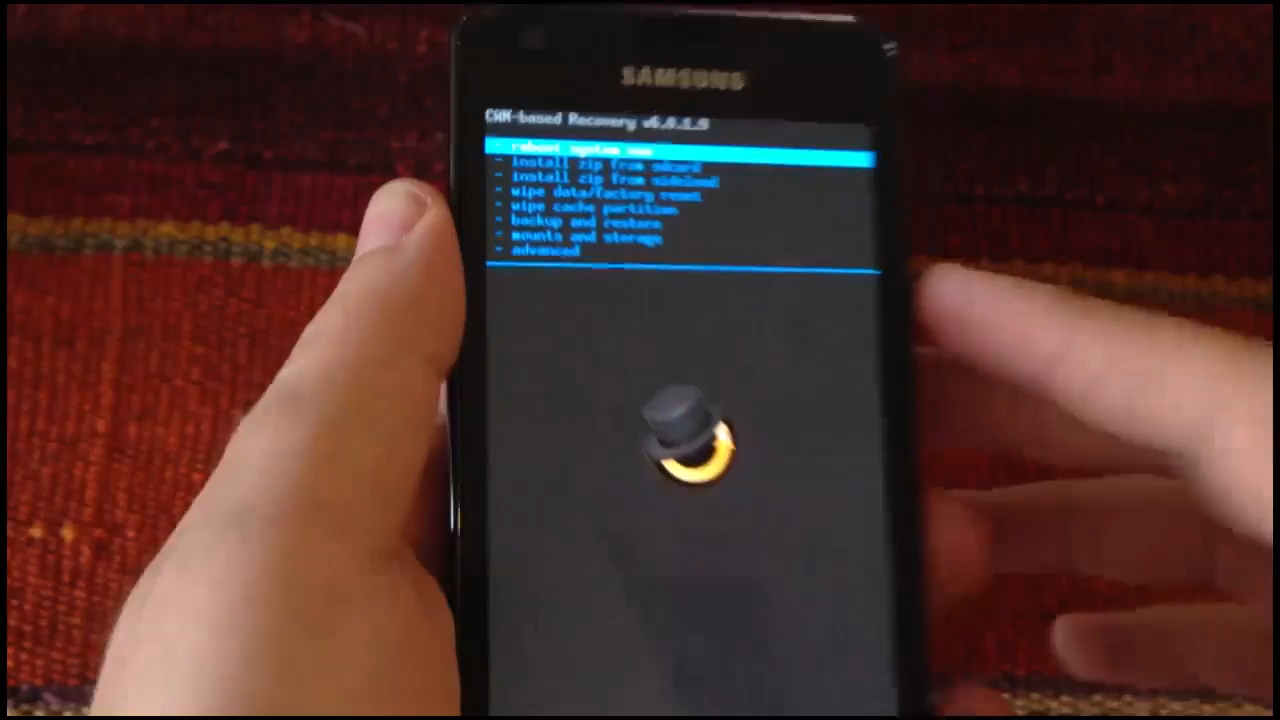 SAMSUNG
CWM-based Recovery v6.0.1.9
- reboot system now
- install zip from sdcard
- install zip from sideload
- wipe data/factory reset
- wipe cache partition
- backup and restore
- mounts and storage
- advanced